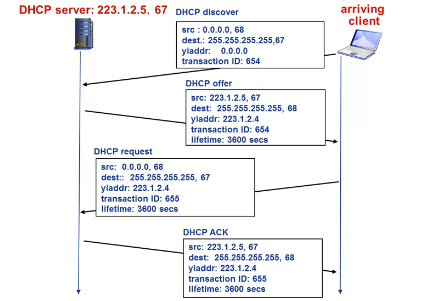 DHCP server: 223.1.2.5, 67
DHCP discover
arriving
client
src : 0.0.0.0, 68
dest.: 255.255.255.255,67
yiaddr: 0.0.0.0
transaction ID: 654
DHCP offer
src: 223.1.2.5, 67
dest: 255.255.255.255, 68
yiaddr: 223.1.2.4
transaction ID: 654
lifetime: 3600 secs
DHCP request
src: 0.0.0.0, 68
dest:: 255.255.255.255, 67
yiaddr: 223.1.2.4
transaction ID: 655
lifetime: 3600 secs
DHCP ACK
src: 223.1.2.5, 67
dest: 255.255.255.255, 68
yiaddr: 223.1.2.4
transaction ID: 655
lifetime: 3600 secs